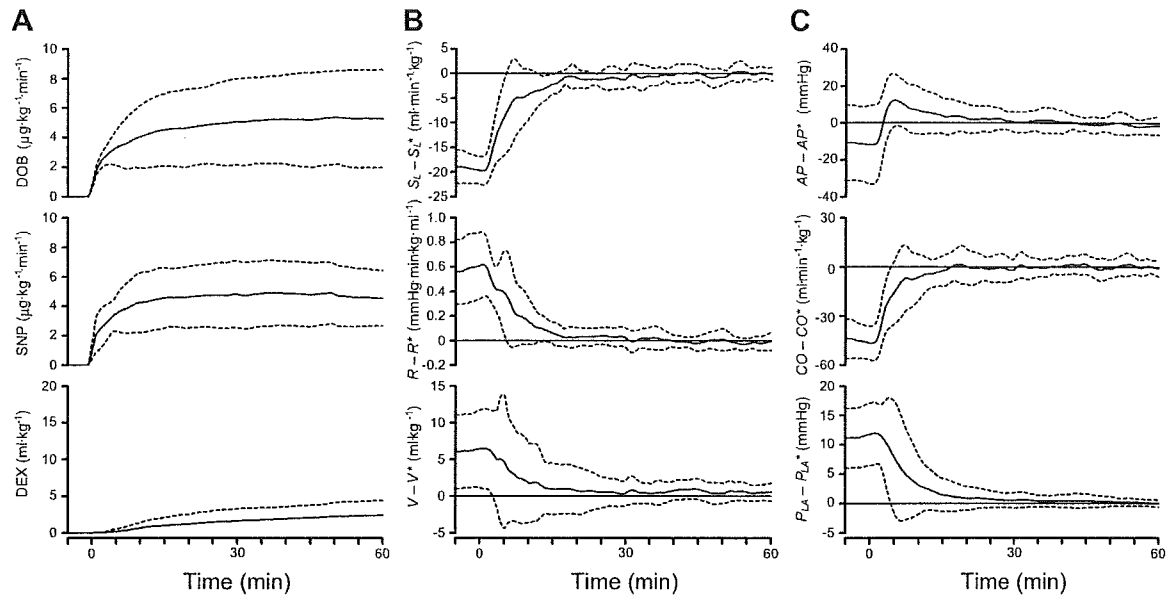 A
DOB (µg·kg⁻¹·min⁻¹)
10
8
6
4
2
0
SNP (µg·kg⁻¹·min⁻¹)
10
8
6
4
2
0
DEX (ml·kg⁻¹)
20
15
10
5
0
0 30 60
Time (min)
B
S_L – S_L* (ml·min⁻¹·kg⁻¹)
5
0
-5
-10
-15
-20
-25
R – R* (mmHg·min·kg·ml⁻¹)
1.0
0.8
0.6
0.4
0.2
0
-0.2
V – V* (ml·kg⁻¹)
15
10
5
0
-5
0 30 60
Time (min)
C
AP – AP* (mmHg)
40
20
0
-20
-40
CO – CO* (ml·min⁻¹·kg⁻¹)
30
0
-30
-60
P_LA – P_LA* (mmHg)
20
15
10
5
0
-5
0 30 60
Time (min)